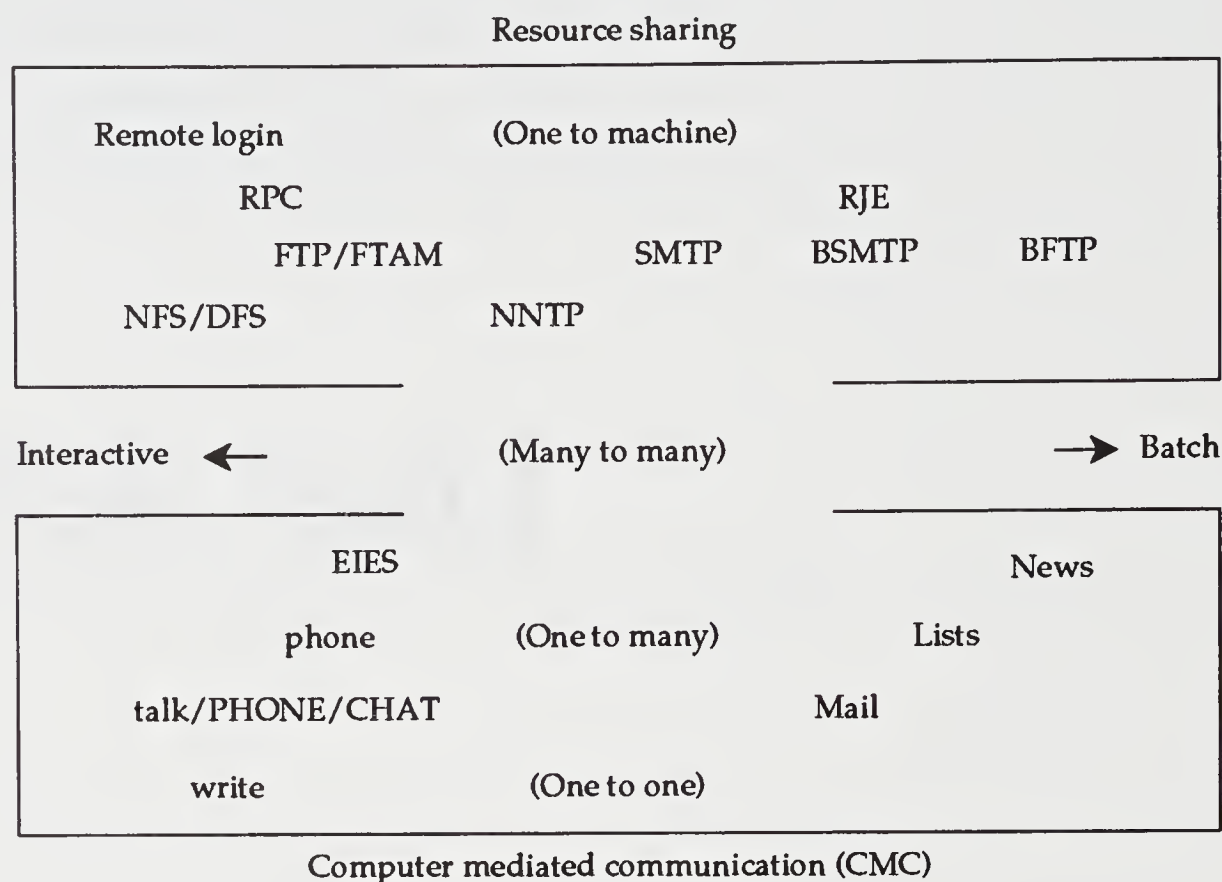 Resource sharing
Remote login (One to machine)
RPC RJE
FTP/FTAM SMTP BSMTP BFTP
NFS/DFS NNTP
Interactive (Many to many) Batch
EIES News
phone (One to many) Lists
talk/PHONE/CHAT Mail
write (One to one)
Computer mediated communication (CMC)